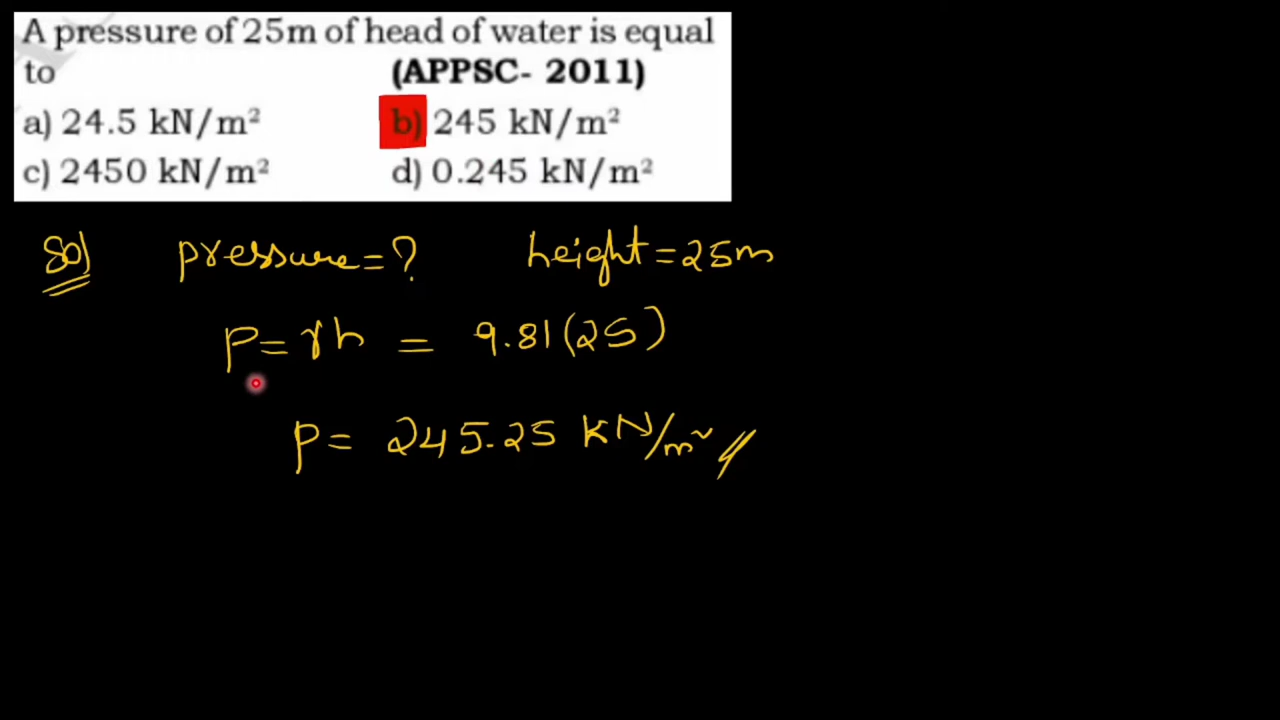 A pressure of 25m of head of water is equal
to (APPSC- 2011)
a) 24.5 kN/m² b) 245 kN/m²
c) 2450 kN/m² d) 0.245 kN/m²
Sol pressure=? height=25m
P=γh = 9.81(25)
P= 245.25 KN/m²